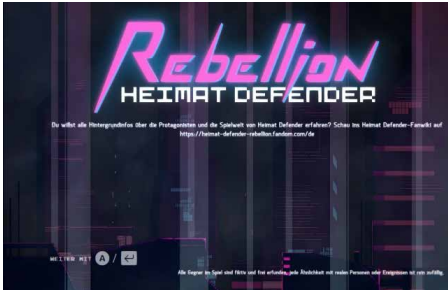 Rebellion
HEIMAT DEFENDER
Du willst alle Hintergrundinfos über die Protagonisten und die Spielwelt von Heimat Defender erfahren? Schau ins Heimat Defender-Fanwiki auf
https://heimat-defender-rebellion.fandom.com/de
WEITER MIT A / ↵
Alle Gegner im Spiel sind fiktiv und frei erfunden, jede Ähnlichkeit mit realen Personen oder Ereignissen ist rein zufällig.